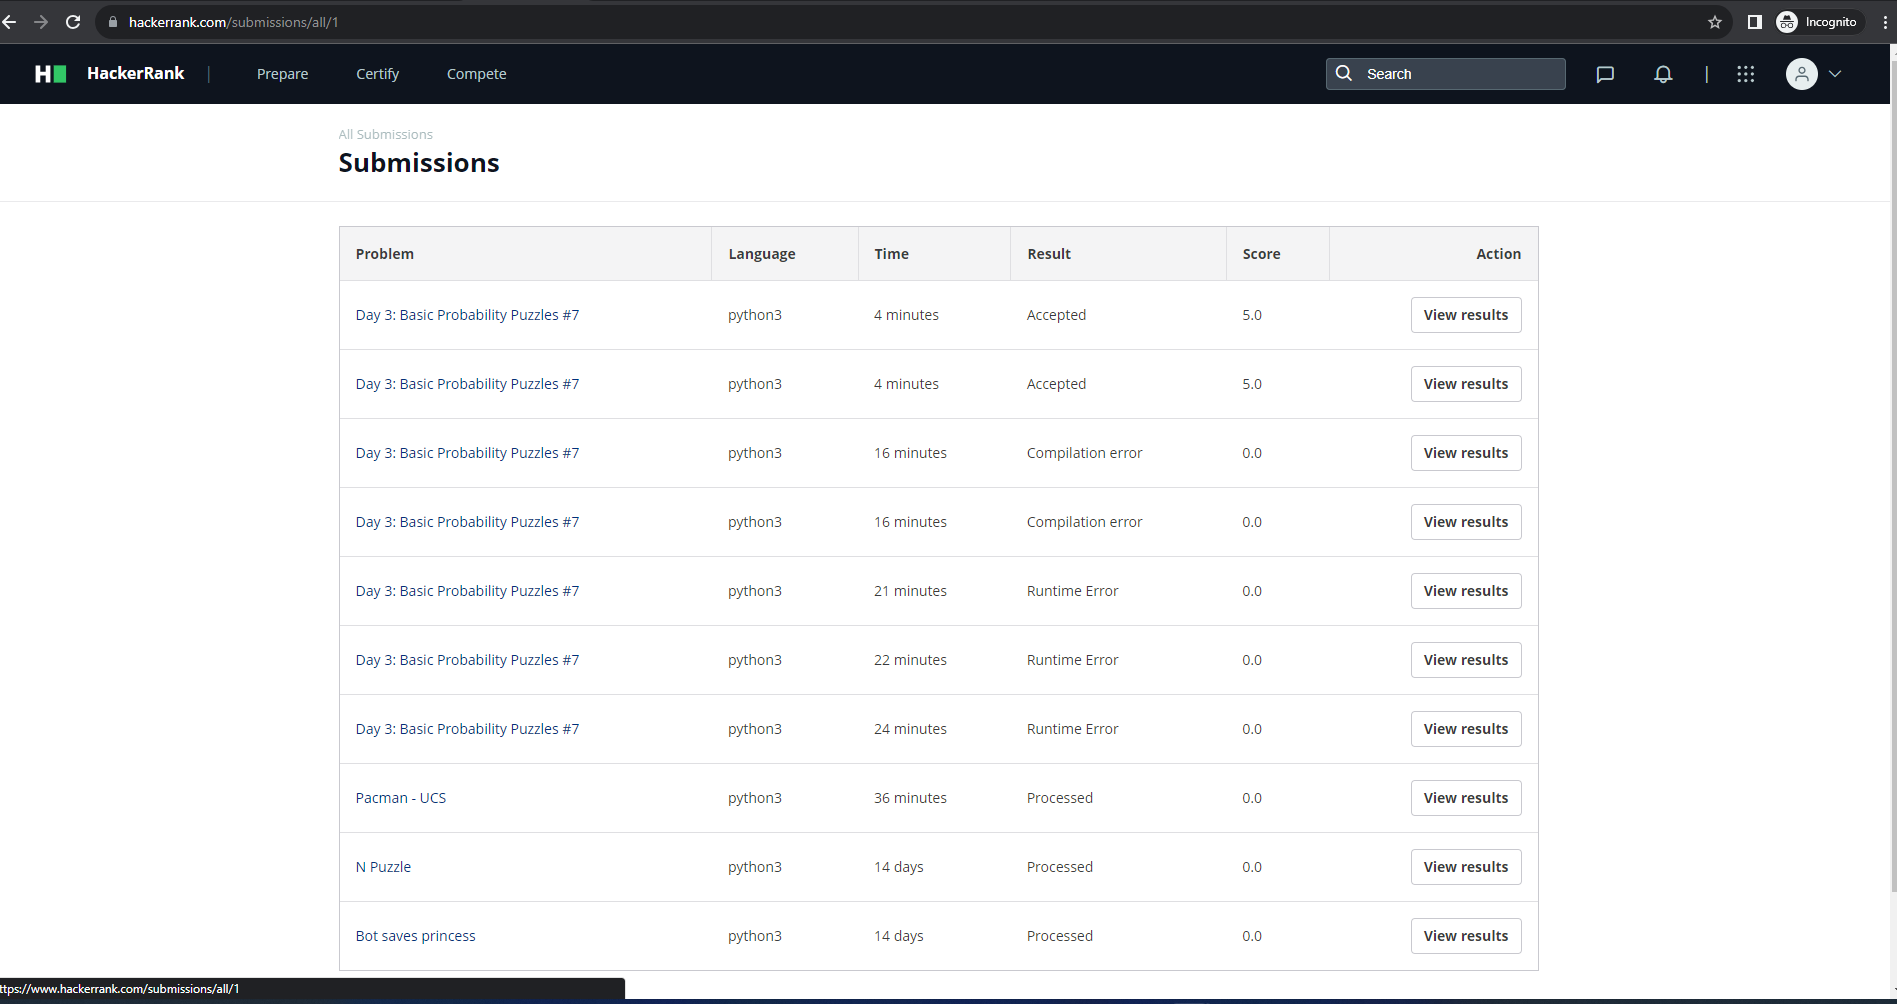 hackerrank.com/submissions/all/1
Incognito
H HackerRank | Prepare Certify Compete Search |
All Submissions
Submissions
Problem Language Time Result Score Action
Day 3: Basic Probability Puzzles #7 python3 4 minutes Accepted 5.0 View results
Day 3: Basic Probability Puzzles #7 python3 4 minutes Accepted 5.0 View results
Day 3: Basic Probability Puzzles #7 python3 16 minutes Compilation error 0.0 View results
Day 3: Basic Probability Puzzles #7 python3 16 minutes Compilation error 0.0 View results
Day 3: Basic Probability Puzzles #7 python3 21 minutes Runtime Error 0.0 View results
Day 3: Basic Probability Puzzles #7 python3 22 minutes Runtime Error 0.0 View results
Day 3: Basic Probability Puzzles #7 python3 24 minutes Runtime Error 0.0 View results
Pacman - UCS python3 36 minutes Processed 0.0 View results
N Puzzle python3 14 days Processed 0.0 View results
Bot saves princess python3 14 days Processed 0.0 View results
ttps://www.hackerrank.com/submissions/all/1